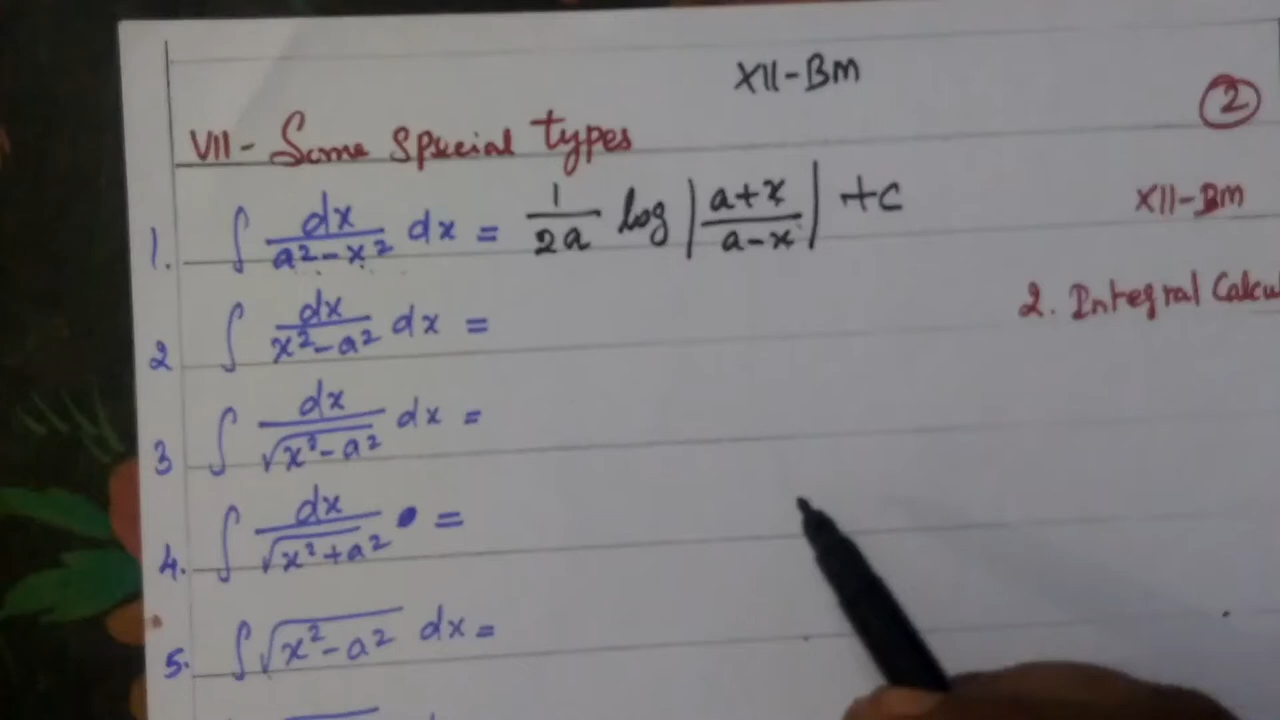 XII-Bm
2
VII - Some Special types
1. ∫ dx/(a²-x²) dx = 1/2a log |a+x/a-x| +c
XII-Bm
2 ∫ dx/(x²-a²) dx =
2. Integral Calcu
3 ∫ dx/√(x²-a²) dx =
4. ∫ dx/√(x²+a²) • =
5. ∫√(x²-a²) dx =